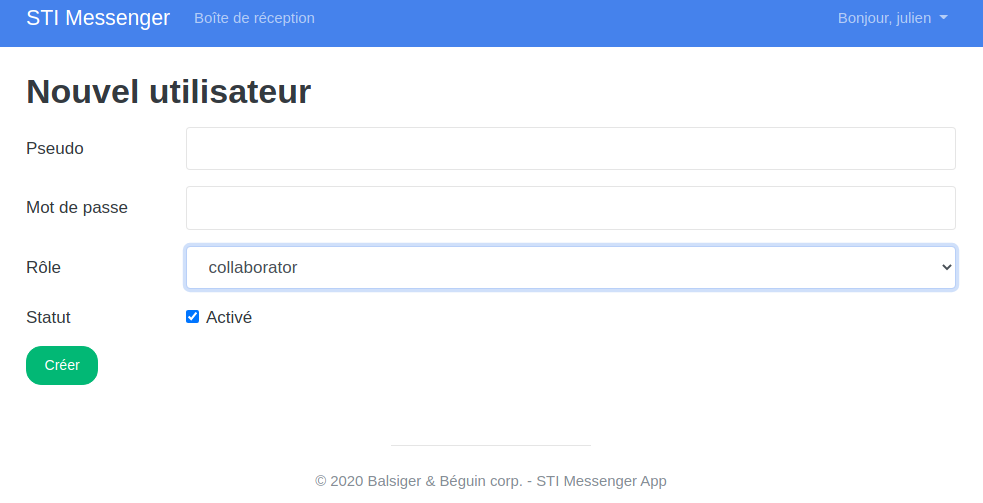 STI Messenger Boîte de réception Bonjour, julien
Nouvel utilisateur
Pseudo
Mot de passe
Rôle collaborator
Statut Activé
Créer
© 2020 Balsiger & Béguin corp. - STI Messenger App